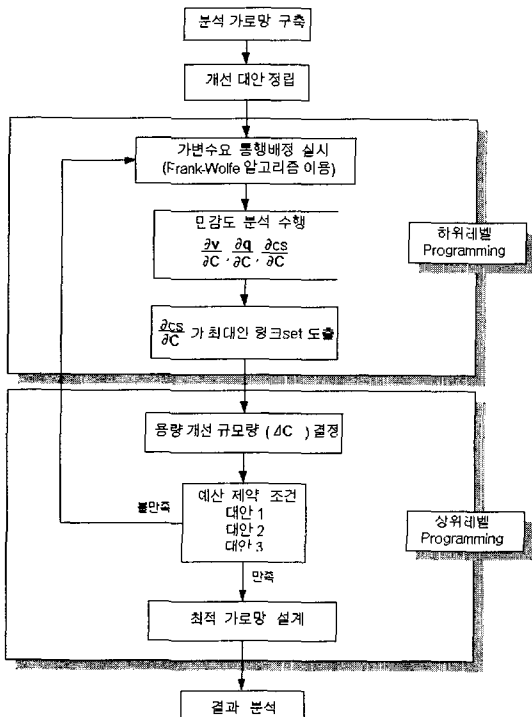 분석 가로망 구축
개선 대안 정립
가변수요 통행배정 실시
(Frank-Wolfe 알고리즘 이용)
민감도 분석 수행
∂v/∂C , ∂q/∂C , ∂cs/∂C
∂cs/∂C 가 최대인 링크set 도출
하위레벨
Programming
용량 개선 규모량 (ΔC ) 결정
예산 제약 조건
대안 1
대안 2
대안 3
불만족
만족
상위레벨
Programming
최적 가로망 설계
결과 분석